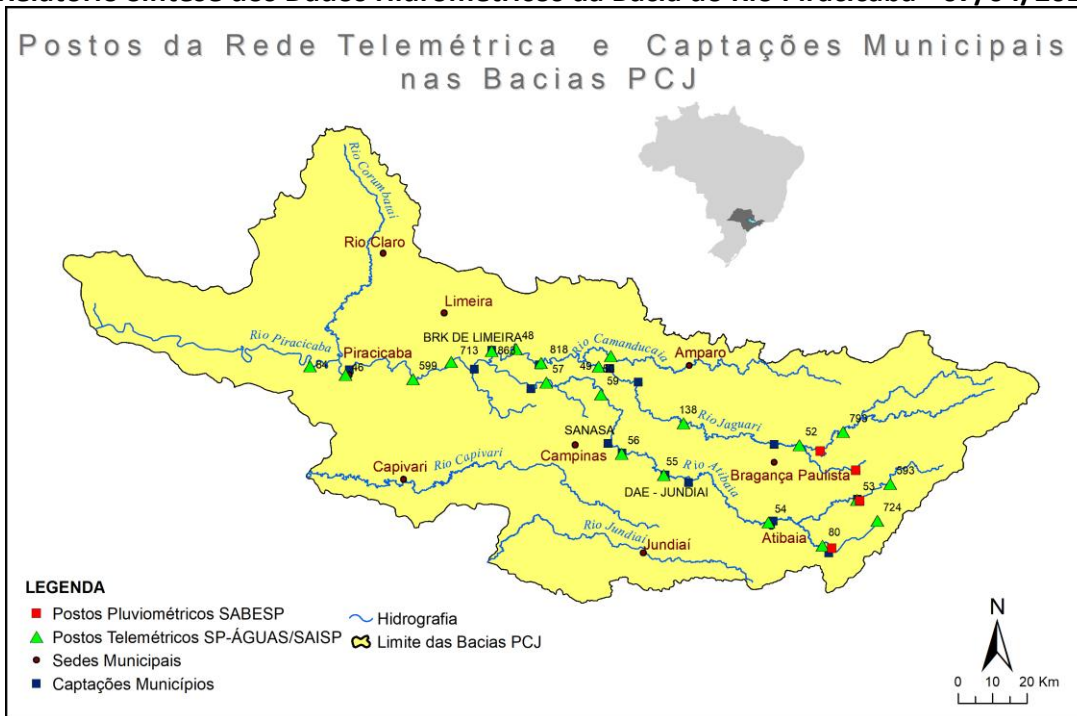 Relatório Síntese dos Dados Hidrométricos da Bacia do Rio Piracicaba
Postos da Rede Telemétrica e Captações Municipais
nas Bacias PCJ
Rio Corumbataí
Rio Claro
Limeira
BRK DE LIMEIRA
48
Rio Piracicaba
Piracicaba
713
818
Rio Camanducaia
Amparo
84
46
599
57
49
59
138
Rio Jaguari
52
SANASA
Campinas
56
Bragança Paulista
Capivari
Rio Capivari
55
Rio Atibaia
53
593
DAE - JUNDIAI
54
724
Rio Jundiaí
Jundiaí
Atibaia
80
LEGENDA
Postos Pluviométricos SABESP
Hidrografia
Postos Telemétricos SP-ÁGUAS/SAISP
Limite das Bacias PCJ
Sedes Municipais
Captações Municípios
N
0 10 20 Km